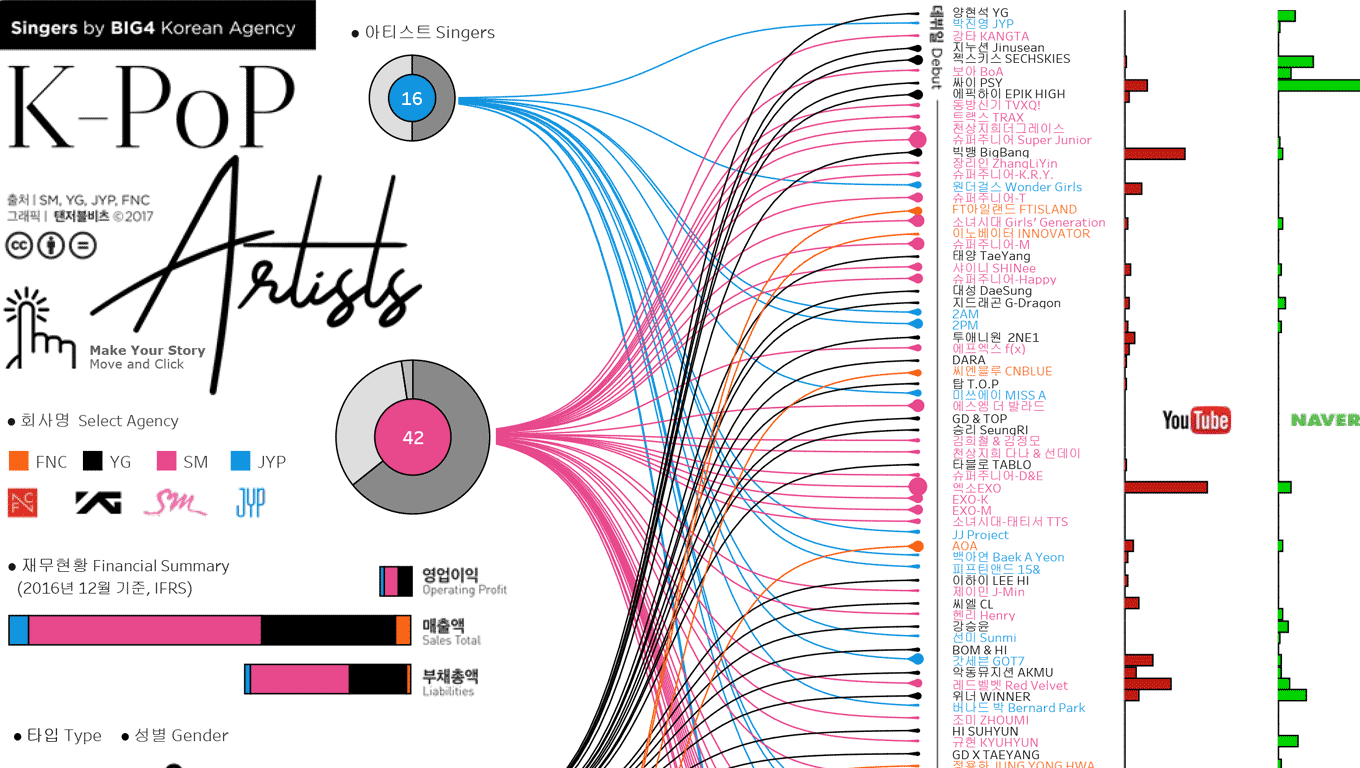 Singers by BIG4 Korean Agency
K-PoP
Artists
출처 | SM, YG, JYP, FNC
그래픽 | 탠저블비츠 ©2017
cc
Make Your Story
Move and Click
● 회사명 Select Agency
FNC YG SM JYP
FNC YG SM JYP
● 재무현황 Financial Summary
(2016년 12월 기준, IFRS)
영업이익
Operating Profit
매출액
Sales Total
부채총액
Liabilities
● 타입 Type ● 성별 Gender
● 아티스트 Singers
16
42
데뷔일 Debut
양현석 YG
박진영 JYP
강타 KANGTA
지누션 Jinusean
젝스키스 SECHSKIES
보아 BoA
싸이 PSY
에픽하이 EPIK HIGH
동방신기 TVXQ!
트랙스 TRAX
천상지희더그레이스
슈퍼주니어 Super Junior
빅뱅 BigBang
장리인 ZhangLiYin
슈퍼주니어-K.R.Y.
원더걸스 Wonder Girls
슈퍼주니어-T
FT아일랜드 FTISLAND
소녀시대 Girls' Generation
이노베이터 INNOVATOR
슈퍼주니어-M
태양 TaeYang
샤이니 SHINee
슈퍼주니어-Happy
대성 DaeSung
지드래곤 G-Dragon
2AM
2PM
투애니원 2NE1
에프엑스 f(x)
DARA
씨엔블루 CNBLUE
탑 T.O.P
미쓰에이 MISS A
에스엠 더 발라드
GD & TOP
승리 SeungRI
김희철 & 김정모
천상지희 다나 & 선데이
타블로 TABLO
슈퍼주니어-D&E
엑소EXO
EXO-K
EXO-M
소녀시대-태티서 TTS
JJ Project
AOA
백아연 Baek A Yeon
피프틴앤드 15&
이하이 LEE HI
제이민 J-Min
씨엘 CL
헨리 Henry
강승윤
선미 Sunmi
BOM & HI
갓세븐 GOT7
악동뮤지션 AKMU
레드벨벳 Red Velvet
위너 WINNER
버나드 박 Bernard Park
조미 ZHOUMI
HI SUHYUN
규현 KYUHYUN
GD X TAEYANG
정용화 JUNG YONG HWA
YouTube
NAVER